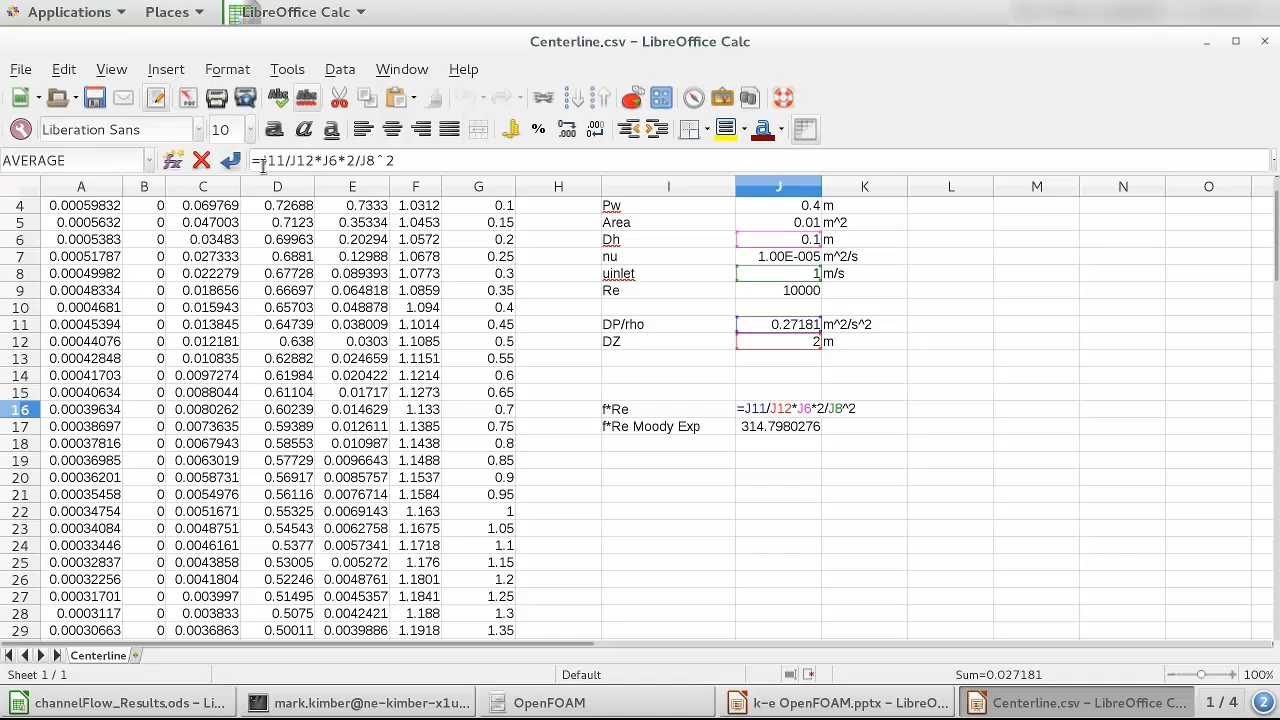 Applications Places LibreOffice Calc
Centerline.csv – LibreOffice Calc
File Edit View Insert Format Tools Data Window Help
Liberation Sans 10
AVERAGE =J11/J12*J6*2/J8^2
A B C D E F G H I J K L M N O
4 0.00059832 0 0.069769 0.72688 0.7333 1.0312 0.1 Pw 0.4 m
5 0.0005632 0 0.047003 0.7123 0.35334 1.0453 0.15 Area 0.01 m^2
6 0.0005383 0 0.03483 0.69963 0.20294 1.0572 0.2 Dh 0.1 m
7 0.00051787 0 0.027333 0.6881 0.12988 1.0678 0.25 nu 1.00E-005 m^2/s
8 0.00049982 0 0.022279 0.67728 0.089393 1.0773 0.3 uinlet 1 m/s
9 0.00048334 0 0.018656 0.66697 0.064818 1.0859 0.35 Re 10000
10 0.0004681 0 0.015943 0.65703 0.048878 1.094 0.4
11 0.00045394 0 0.013845 0.64739 0.038009 1.1014 0.45 DP/rho 0.27181 m^2/s^2
12 0.00044076 0 0.012181 0.638 0.0303 1.1085 0.5 DZ 2 m
13 0.00042848 0 0.010835 0.62882 0.024659 1.1151 0.55
14 0.00041703 0 0.0097274 0.61984 0.020422 1.1214 0.6
15 0.00040634 0 0.0088044 0.61104 0.01717 1.1273 0.65
16 0.00039634 0 0.0080262 0.60239 0.014629 1.133 0.7 f*Re =J11/J12*J6*2/J8^2
17 0.00038697 0 0.0073635 0.59389 0.012611 1.1385 0.75 f*Re Moody Exp 314.7980276
18 0.00037816 0 0.0067943 0.58553 0.010987 1.1438 0.8
19 0.00036985 0 0.0063019 0.57729 0.0096643 1.1488 0.85
20 0.00036201 0 0.0058731 0.56917 0.0085757 1.1537 0.9
21 0.00035458 0 0.0054976 0.56116 0.0076714 1.1584 0.95
22 0.00034754 0 0.0051671 0.55325 0.0069143 1.163 1
23 0.00034084 0 0.0048751 0.54543 0.0062758 1.1675 1.05
24 0.00033446 0 0.0046161 0.5377 0.0057341 1.1718 1.1
25 0.00032837 0 0.0043858 0.53005 0.005272 1.176 1.15
26 0.00032256 0 0.0041804 0.52246 0.0048761 1.1801 1.2
27 0.00031701 0 0.003997 0.51495 0.0045357 1.1841 1.25
28 0.0003117 0 0.003833 0.5075 0.0042421 1.188 1.3
29 0.00030663 0 0.0036863 0.50011 0.0039886 1.1918 1.35
Centerline
Sheet 1 / 1 Default Sum=0.027181 100%
channelFlow_Results.ods – Li... mark.kimber@ne-kimber-x1u... OpenFOAM k-e OpenFOAM.pptx – LibreO... Centerline.csv – LibreOffice C... 1 / 4 2